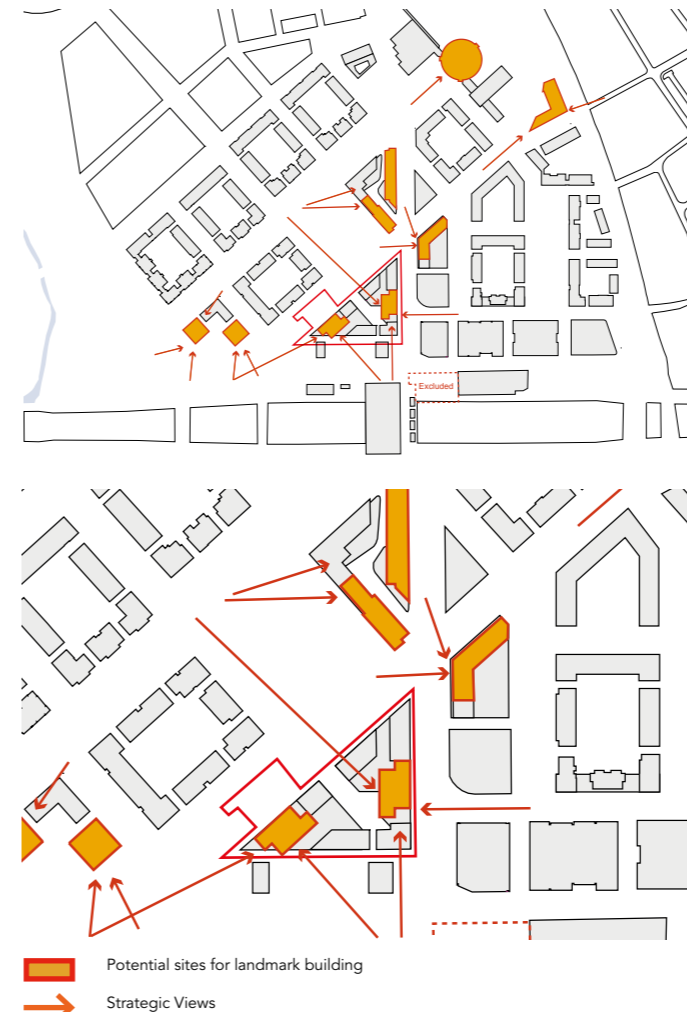 Excluded
Potential sites for landmark building
Strategic Views